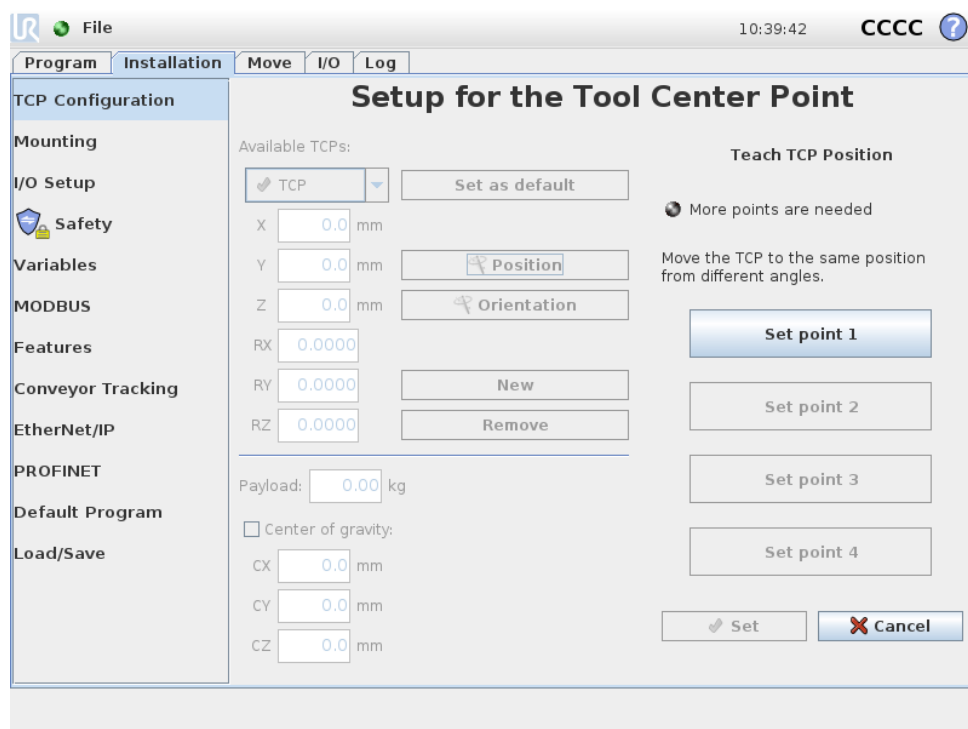 UR File 10:39:42 CCCC ?
Program Installation Move I/O Log
TCP Configuration
Mounting
I/O Setup
Safety
Variables
MODBUS
Features
Conveyor Tracking
EtherNet/IP
PROFINET
Default Program
Load/Save
Setup for the Tool Center Point
Available TCPs:
TCP Set as default
X 0.0 mm
Y 0.0 mm Position
Z 0.0 mm Orientation
RX 0.0000
RY 0.0000 New
RZ 0.0000 Remove
Payload: 0.00 kg
Center of gravity:
CX 0.0 mm
CY 0.0 mm
CZ 0.0 mm
Teach TCP Position
More points are needed
Move the TCP to the same position
from different angles.
Set point 1
Set point 2
Set point 3
Set point 4
Set Cancel